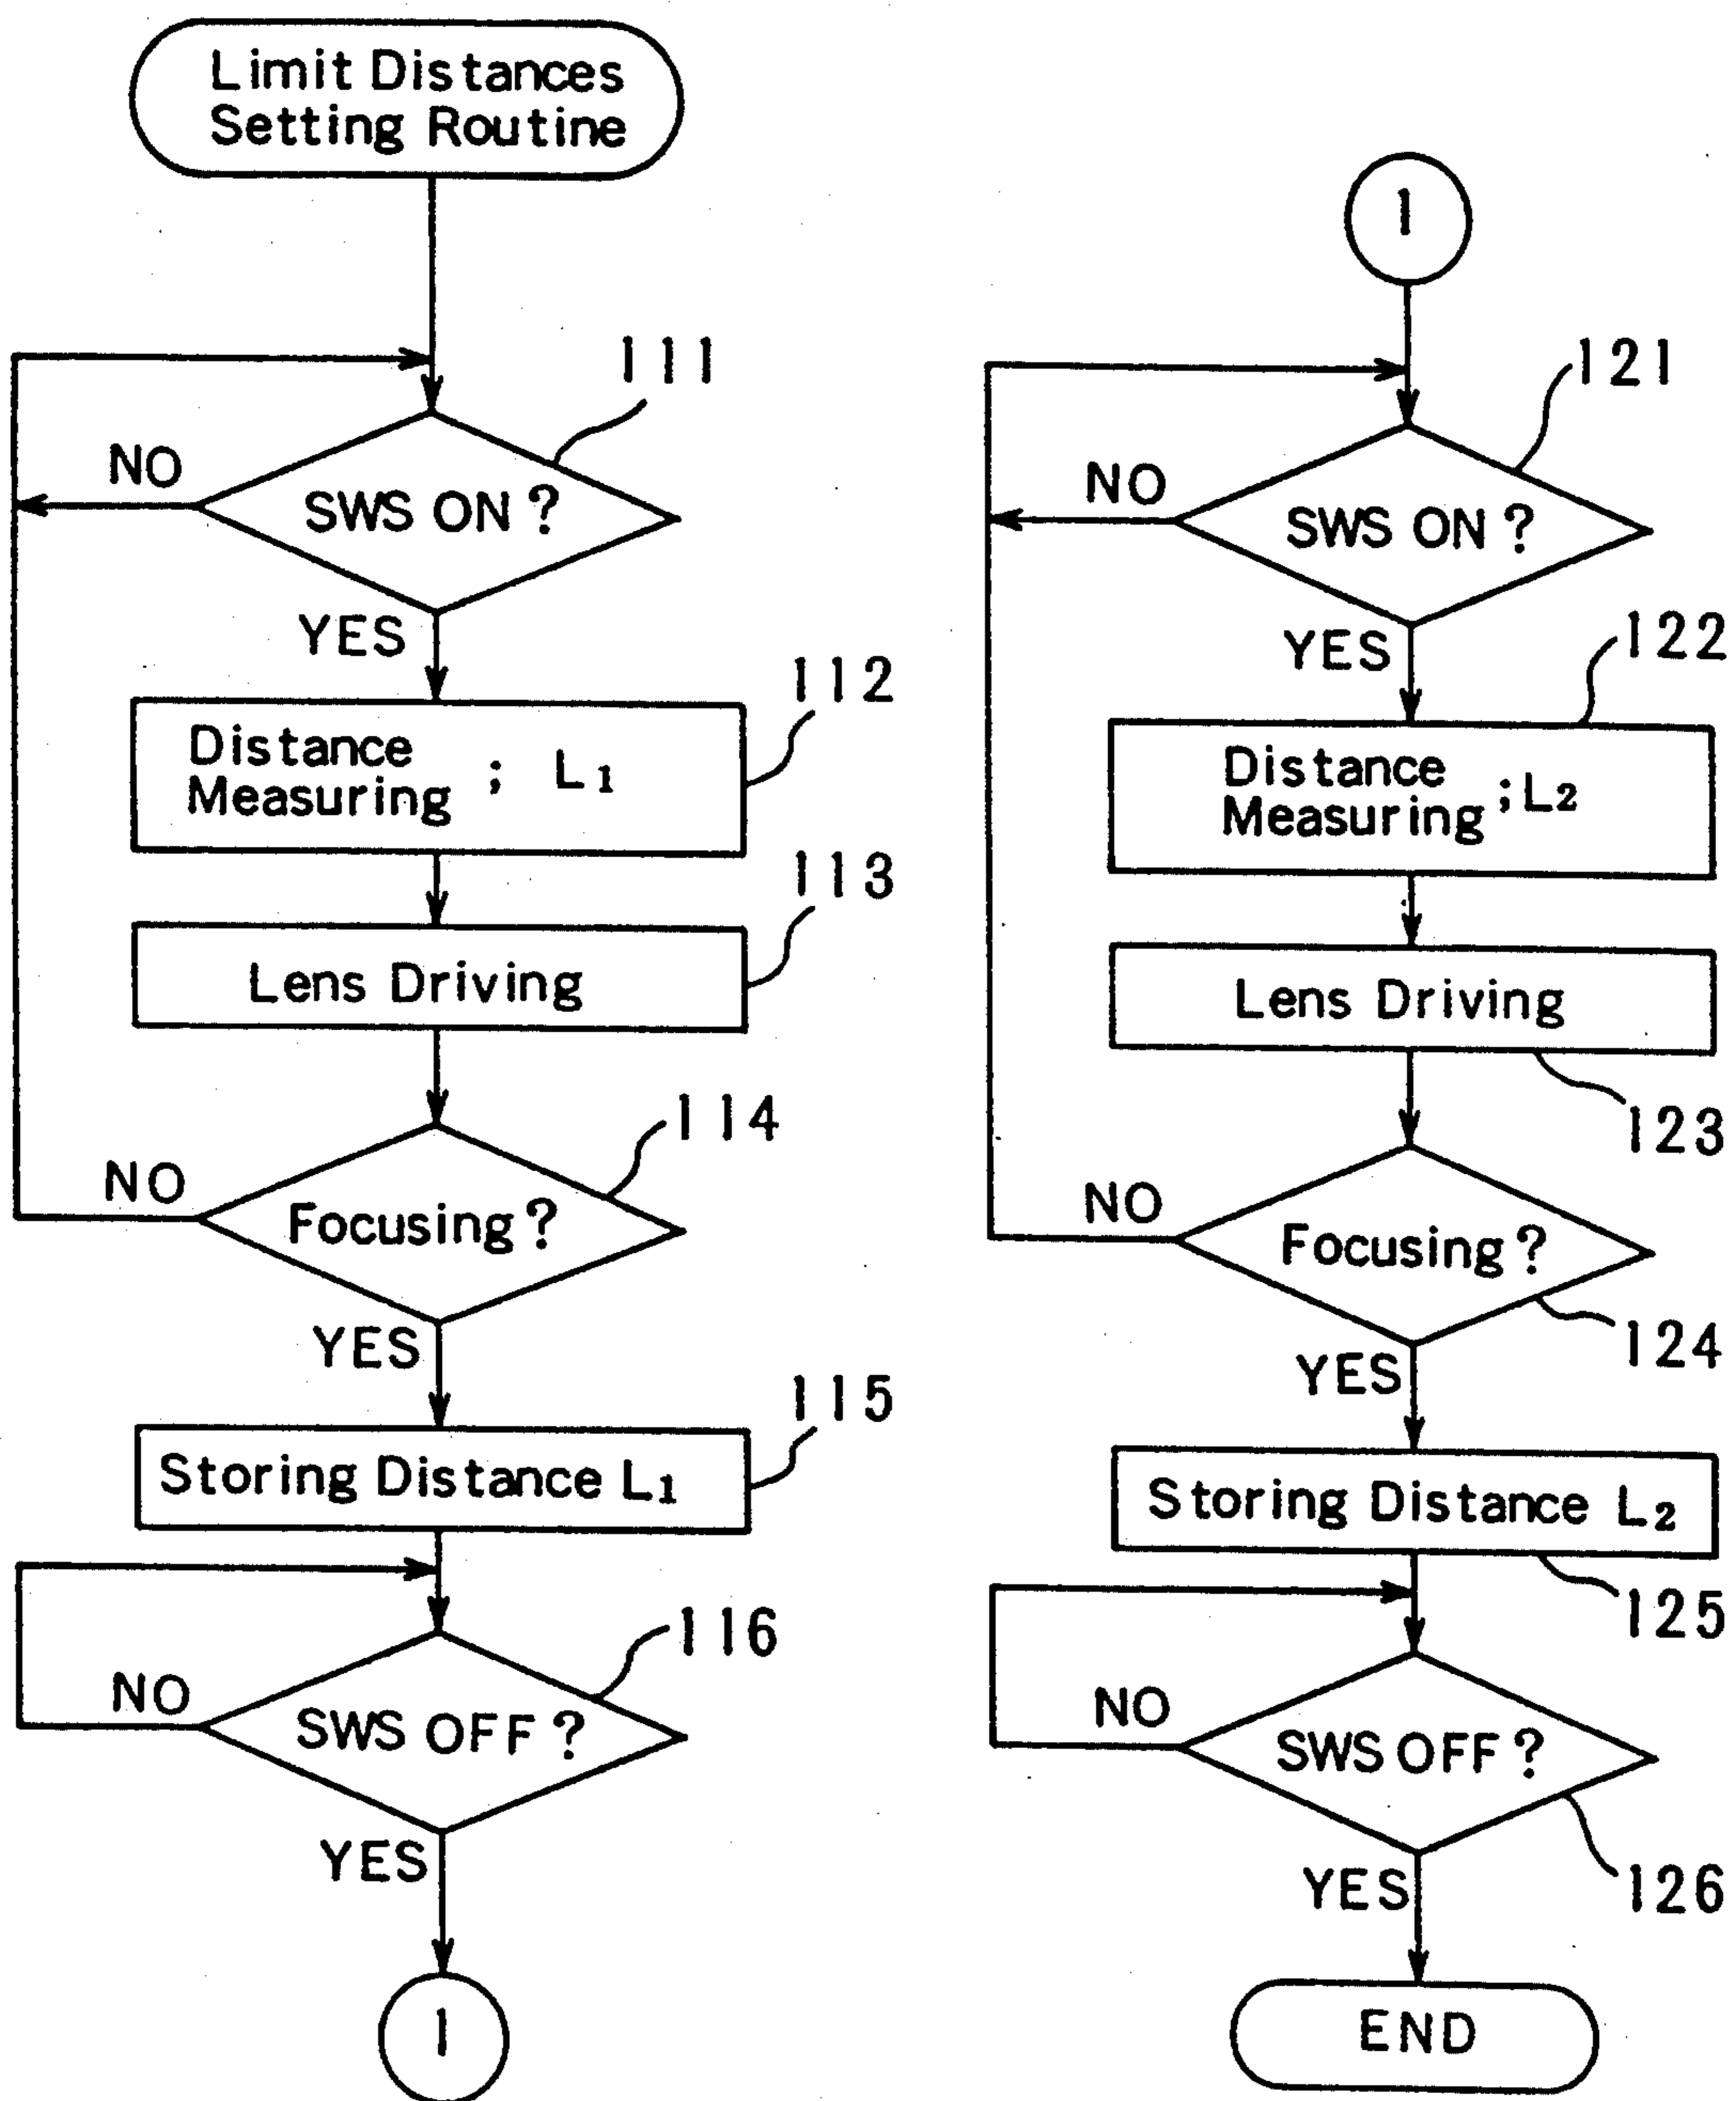 Limit Distances
Setting Routine
111
NO
SWS ON ?
YES
112
Distance
Measuring ; L1
113
Lens Driving
114
NO
Focusing ?
YES
115
Storing Distance L1
116
NO
SWS OFF ?
YES
1
1
121
NO
SWS ON ?
YES
122
Distance
Measuring ; L2
Lens Driving
123
NO
Focusing ?
124
YES
Storing Distance L2
125
NO
SWS OFF ?
126
YES
END